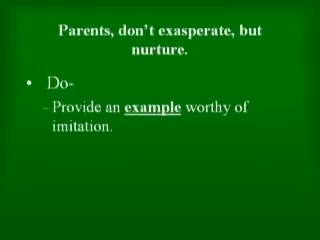 Parents, don't exasperate, but
nurture.
• Do-
– Provide an example worthy of
imitation.